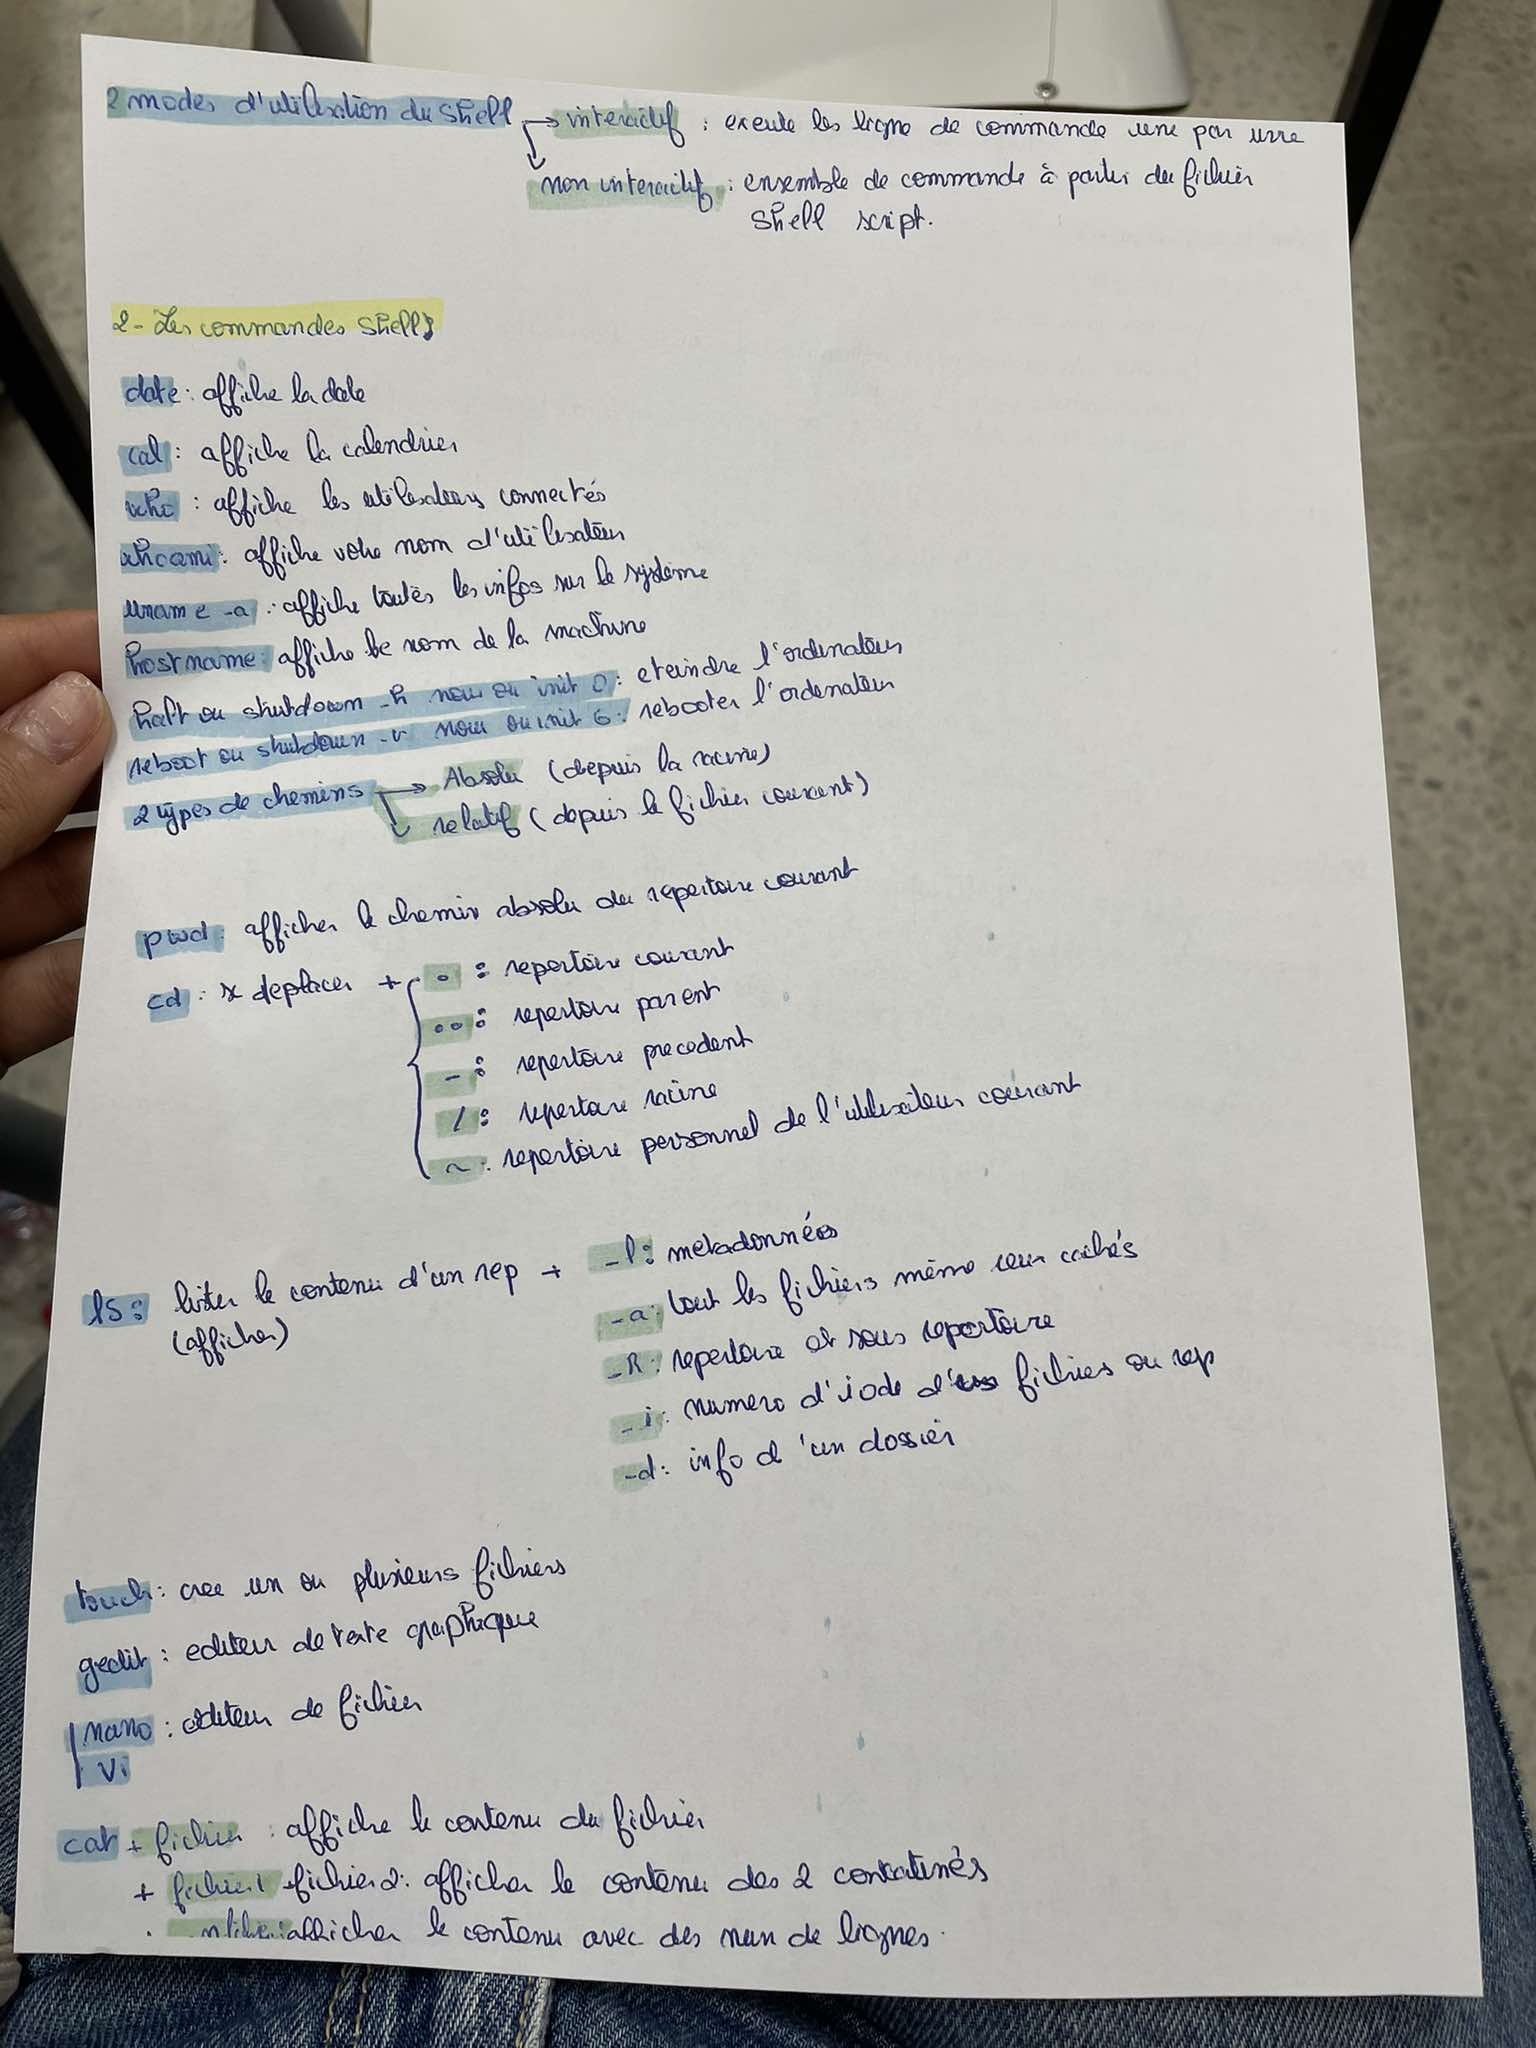 2 modes d'utilisation du shell → interactif : exeute les ligne de commande une par une
↳ non interactif : ensemble de commande à partir du fichier
shell script.
2 - Les commandes shells
date : affiche la date
cal : affiche la calendrier
who : affiche les utilisateurs connectés
whoami : affiche votre nom d'utilisateur
uname -a : affiche toutes les infos sur le système
hostname : affiche le nom de la machine
halt ou shutdown -h now ou init 0 : eteindre l'ordenateur
reboot ou shutdown -r now ou init 6 : rebooter l'ordenateur
2 types de chemins → Absolu (depuis la racine)
↳ relatif (depuis le fichier courant)
pwd : afficher le chemin absolu du repertoire courant
cd : se deplacer + { . : repertoire courant
.. : repertoire parent
- : repertoire precedent
/ : repertoire racine
~ : repertoire personnel de l'utilisateur courant
ls : lister le contenu d'un rep + -l : metadonnées
(afficher)
-a : tout les fichiers même ceux cachés
-R : repertoire et sous repertoire
-i : numero d'iode d'un fichiers ou rep
-d : info d'un dossier
touch : cree un ou plusieurs fichiers
gedit : editeur de texte graphique
nano : editeur de fichier
vi
cat + fichier : affiche le contenu du fichier
+ fichier1 fichier2 : afficher le contenu des 2 concatinés
afficher le contenu avec des num de lignes.